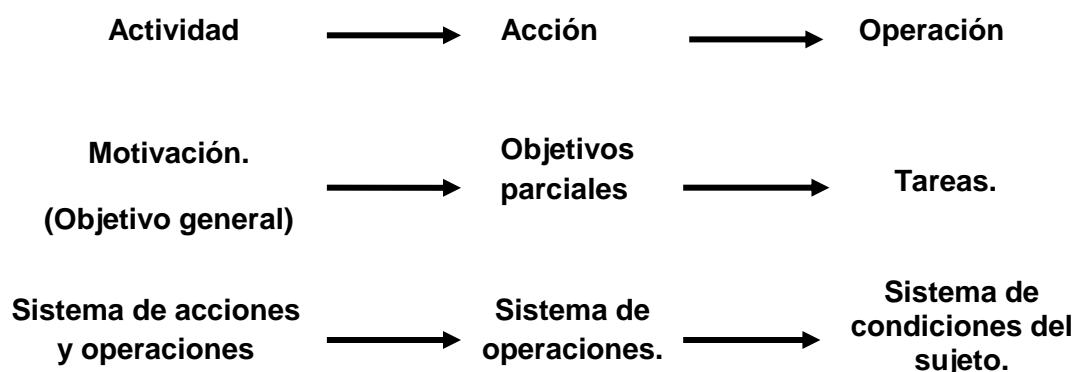 Actividad
Acción
Operación
Motivación.
(Objetivo general)
Objetivos
parciales
Tareas.
Sistema de acciones
y operaciones
Sistema de
operaciones.
Sistema de
condiciones del
sujeto.